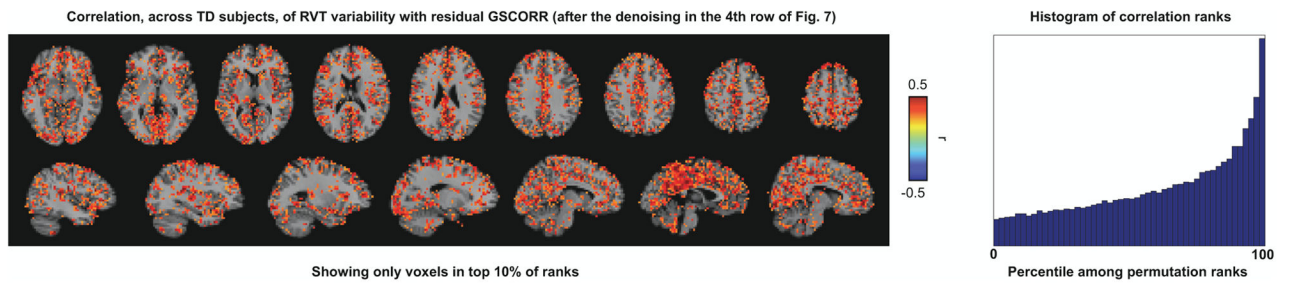 Correlation, across TD subjects, of RVT variability with residual GSCORR (after the denoising in the 4th row of Fig. 7)
Histogram of correlation ranks
0.5
r
-0.5
0
100
Showing only voxels in top 10% of ranks
Percentile among permutation ranks